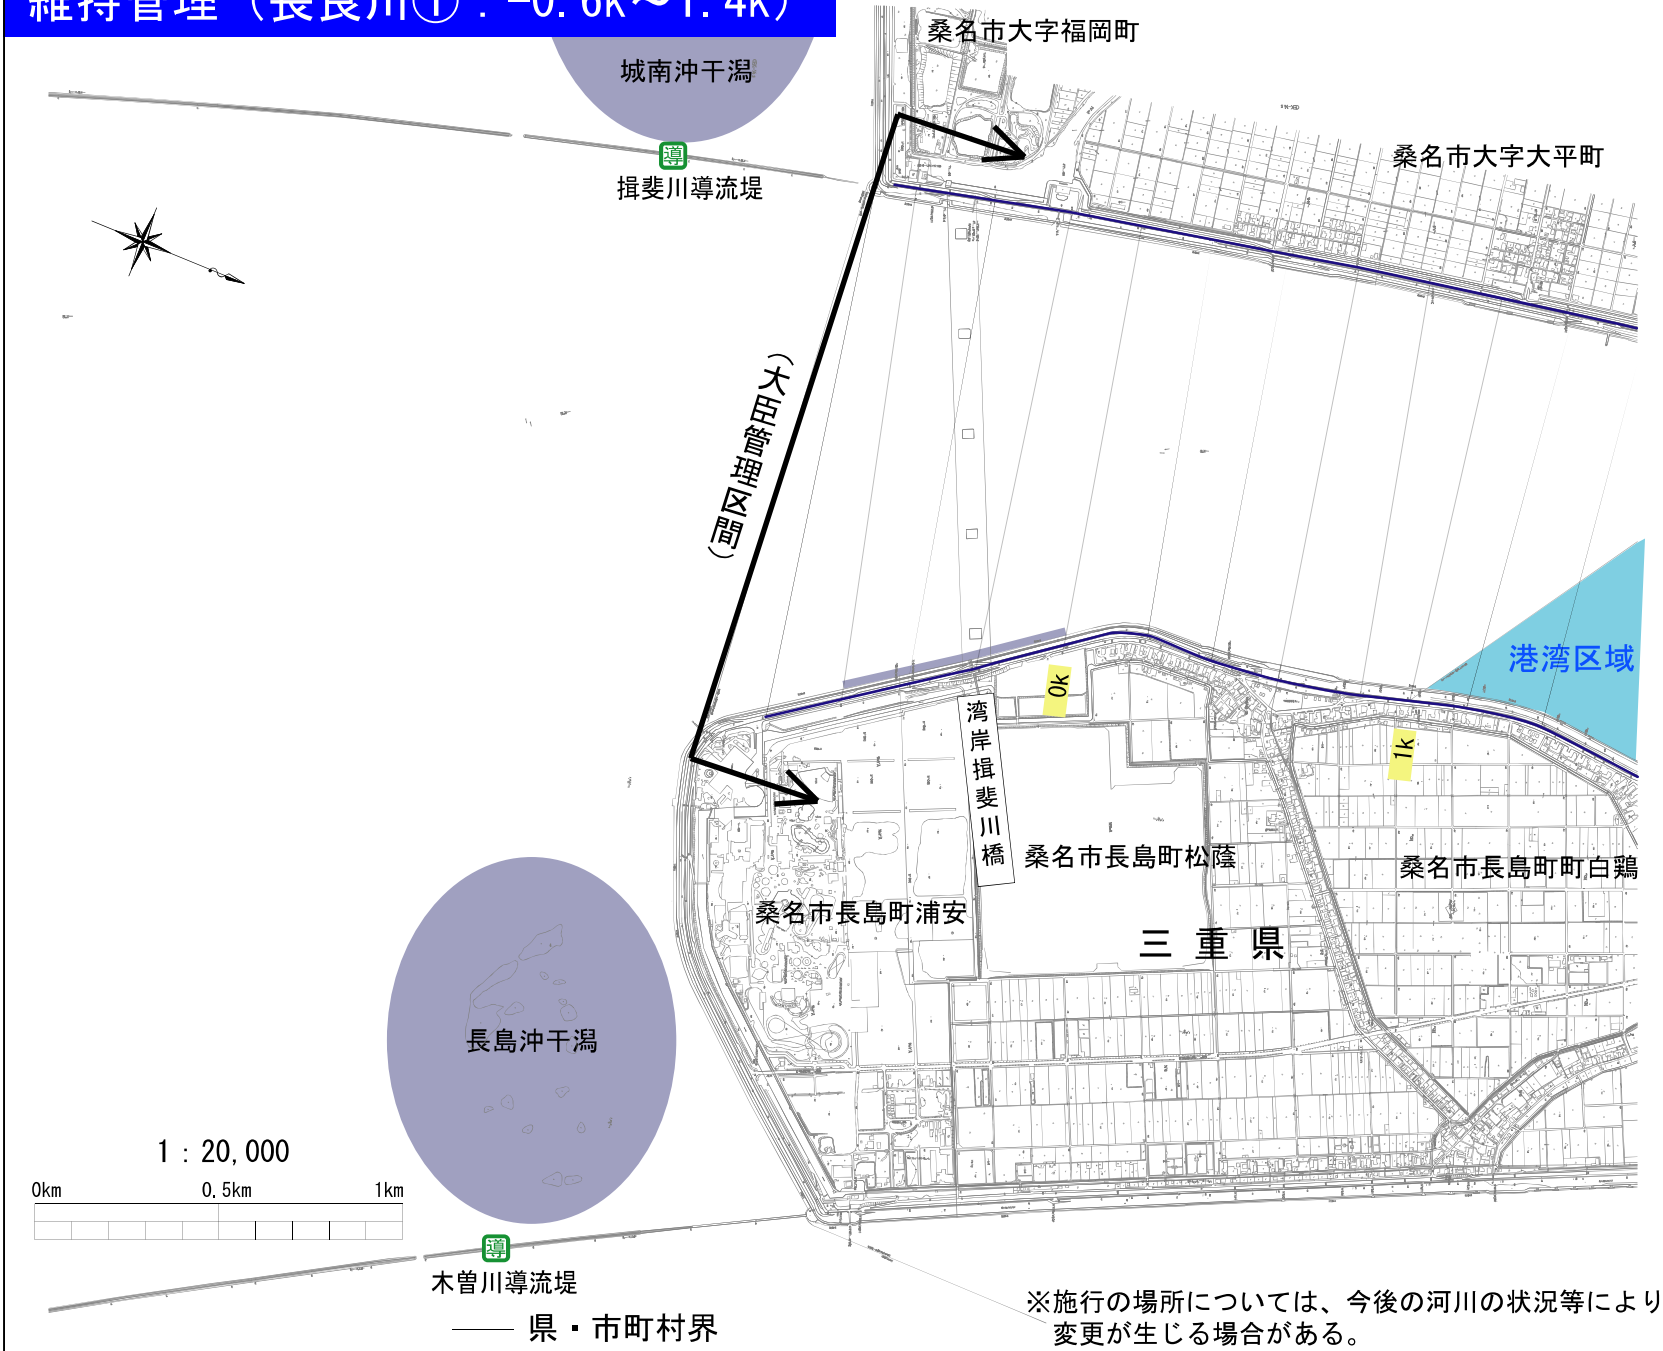 維持管理（長良川①：-0.6k～1.4k）
桑名市大字福岡町
城南沖干潟
桑名市大字大平町
導
揖斐川導流堤
（大臣管理区間）
港湾区域
0k
湾岸揖斐川橋
1k
桑名市長島町松蔭
桑名市長島町町白鶏
桑名市長島町浦安
三重県
長島沖干潟
1：20,000
0km 0.5km 1km
導
木曽川導流堤
県・市町村界
※施行の場所については、今後の河川の状況等により
変更が生じる場合がある。